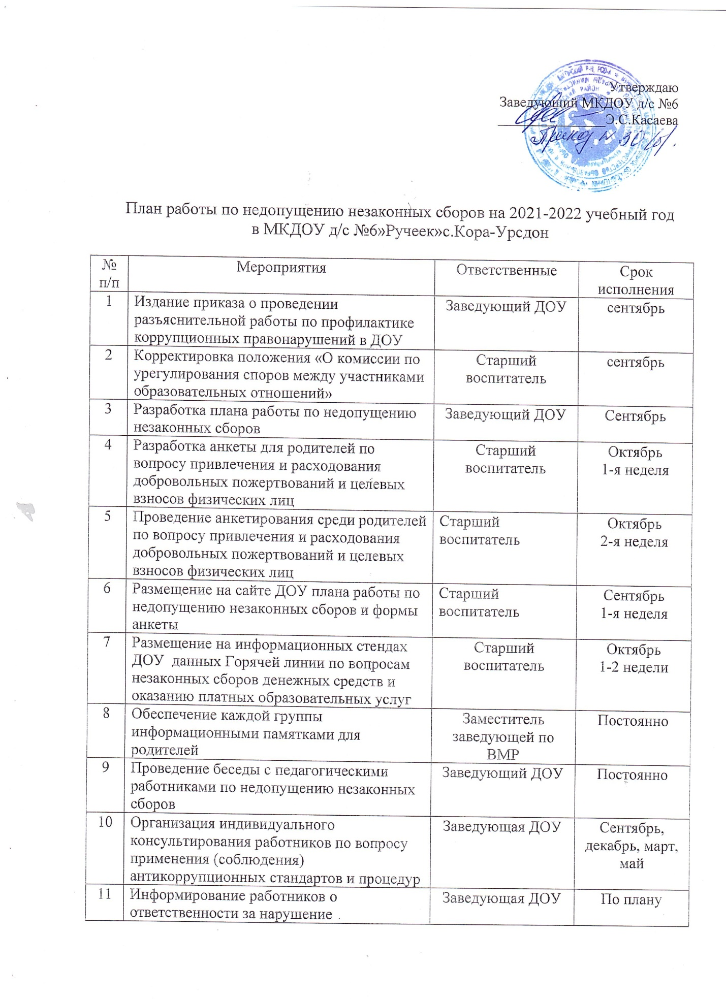 Утверждаю
Заведующий МКДОУ д/с №6
Э.С.Касаева
План работы по недопущению незаконных сборов на 2021-2022 учебный год
в МКДОУ д/с №6»Ручеек»с.Кора-Урсдон
№ Мероприятия Ответственные Срок
п/п исполнения
1 Издание приказа о проведении Заведующий ДОУ сентябрь
разъяснительной работы по профилактике
коррупционных правонарушений в ДОУ
2 Корректировка положения «О комиссии по Старший сентябрь
урегулирования споров между участниками воспитатель
образовательных отношений»
3 Разработка плана работы по недопущению Заведующий ДОУ Сентябрь
незаконных сборов
4 Разработка анкеты для родителей по Старший Октябрь
вопросу привлечения и расходования воспитатель 1-я неделя
добровольных пожертвований и целевых
взносов физических лиц
5 Проведение анкетирования среди родителей Старший Октябрь
по вопросу привлечения и расходования воспитатель 2-я неделя
добровольных пожертвований и целевых
взносов физических лиц
6 Размещение на сайте ДОУ плана работы по Старший Сентябрь
недопущению незаконных сборов и формы воспитатель 1-я неделя
анкеты
7 Размещение на информационных стендах Старший Октябрь
ДОУ данных Горячей линии по вопросам воспитатель 1-2 недели
незаконных сборов денежных средств и
оказанию платных образовательных услуг
8 Обеспечение каждой группы Заместитель Постоянно
информационными памятками для заведующей по
родителей ВМР
9 Проведение беседы с педагогическими Заведующий ДОУ Постоянно
работниками по недопущению незаконных
сборов
10 Организация индивидуального Заведующая ДОУ Сентябрь,
консультирования работников по вопросу декабрь, март,
применения (соблюдения) май
антикоррупционных стандартов и процедур
11 Информирование работников о Заведующая ДОУ По плану
ответственности за нарушение